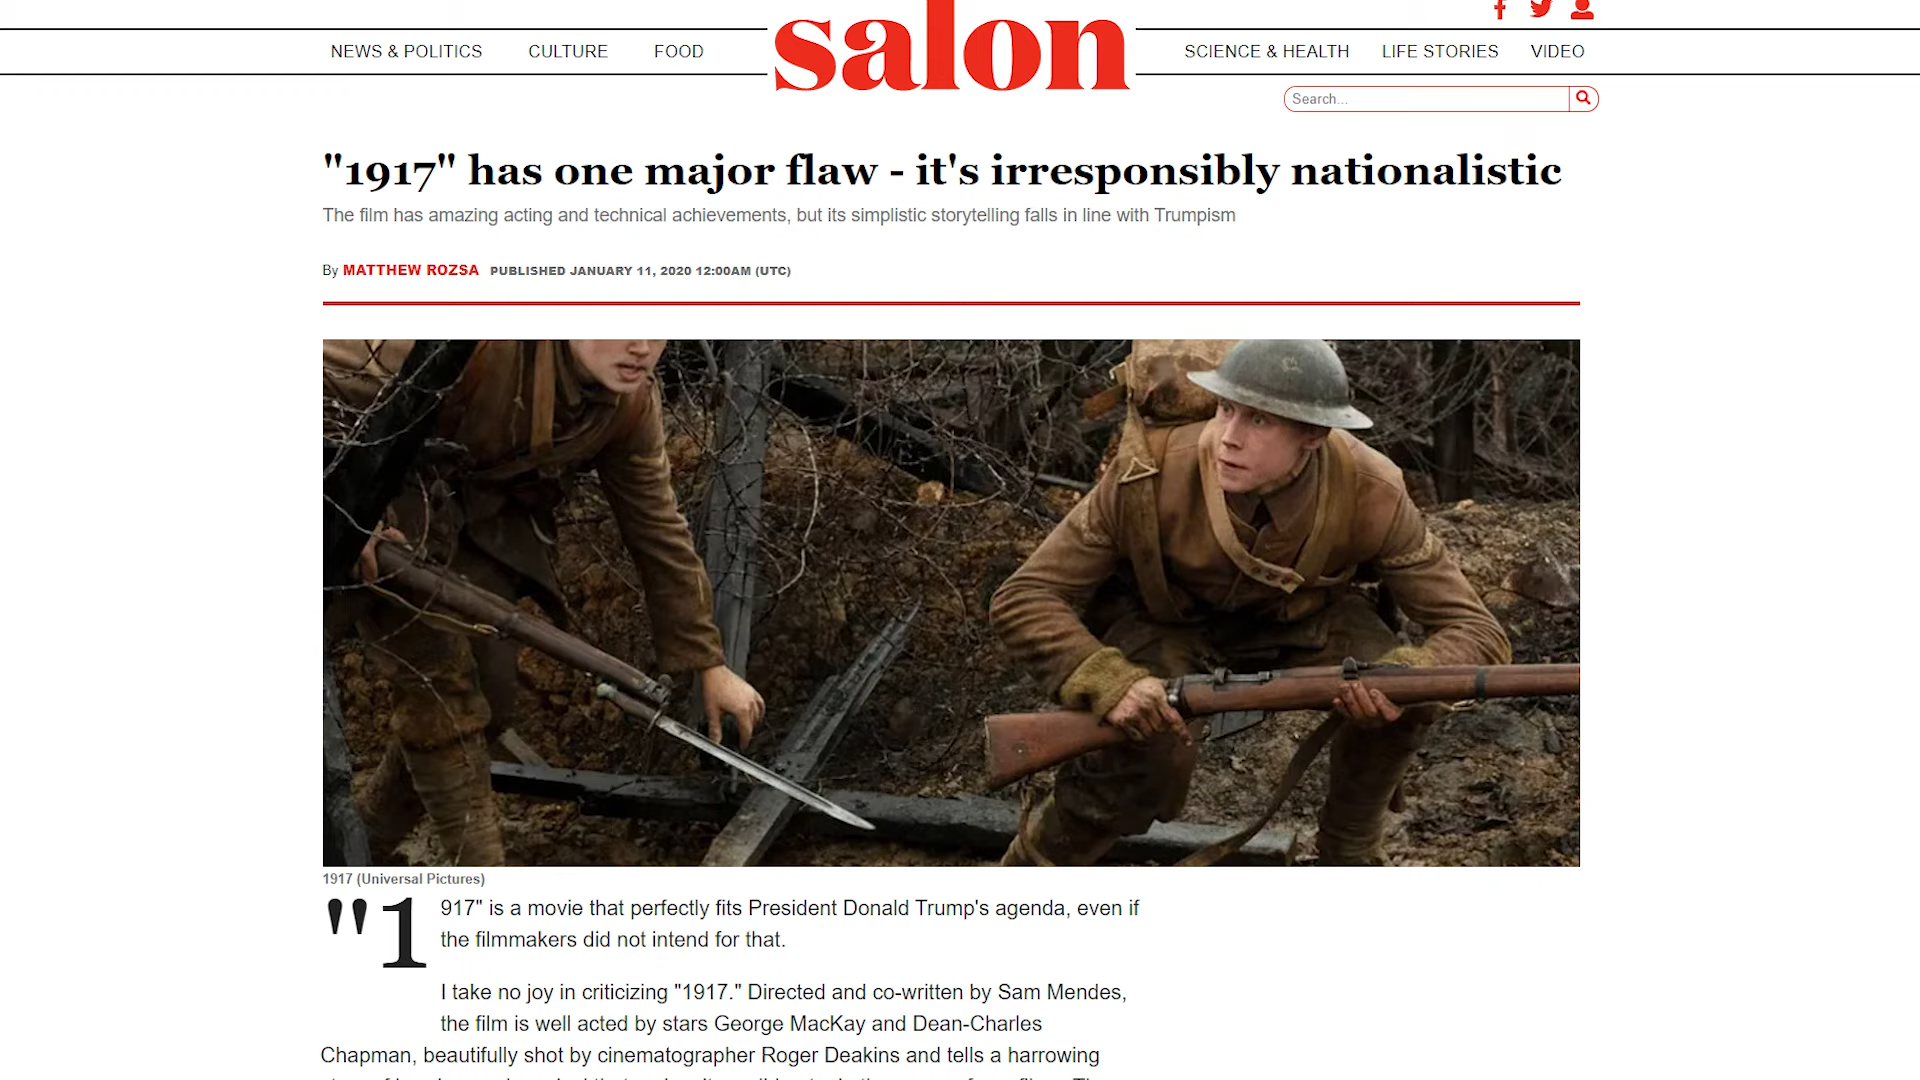 NEWS & POLITICS CULTURE FOOD salon SCIENCE & HEALTH LIFE STORIES VIDEO
Search...
"1917" has one major flaw - it's irresponsibly nationalistic
The film has amazing acting and technical achievements, but its simplistic storytelling falls in line with Trumpism
By MATTHEW ROZSA PUBLISHED JANUARY 11, 2020 12:00AM (UTC)
1917 (Universal Pictures)
"1917" is a movie that perfectly fits President Donald Trump's agenda, even if
the filmmakers did not intend for that.
I take no joy in criticizing "1917." Directed and co-written by Sam Mendes,
the film is well acted by stars George MacKay and Dean-Charles
Chapman, beautifully shot by cinematographer Roger Deakins and tells a harrowing